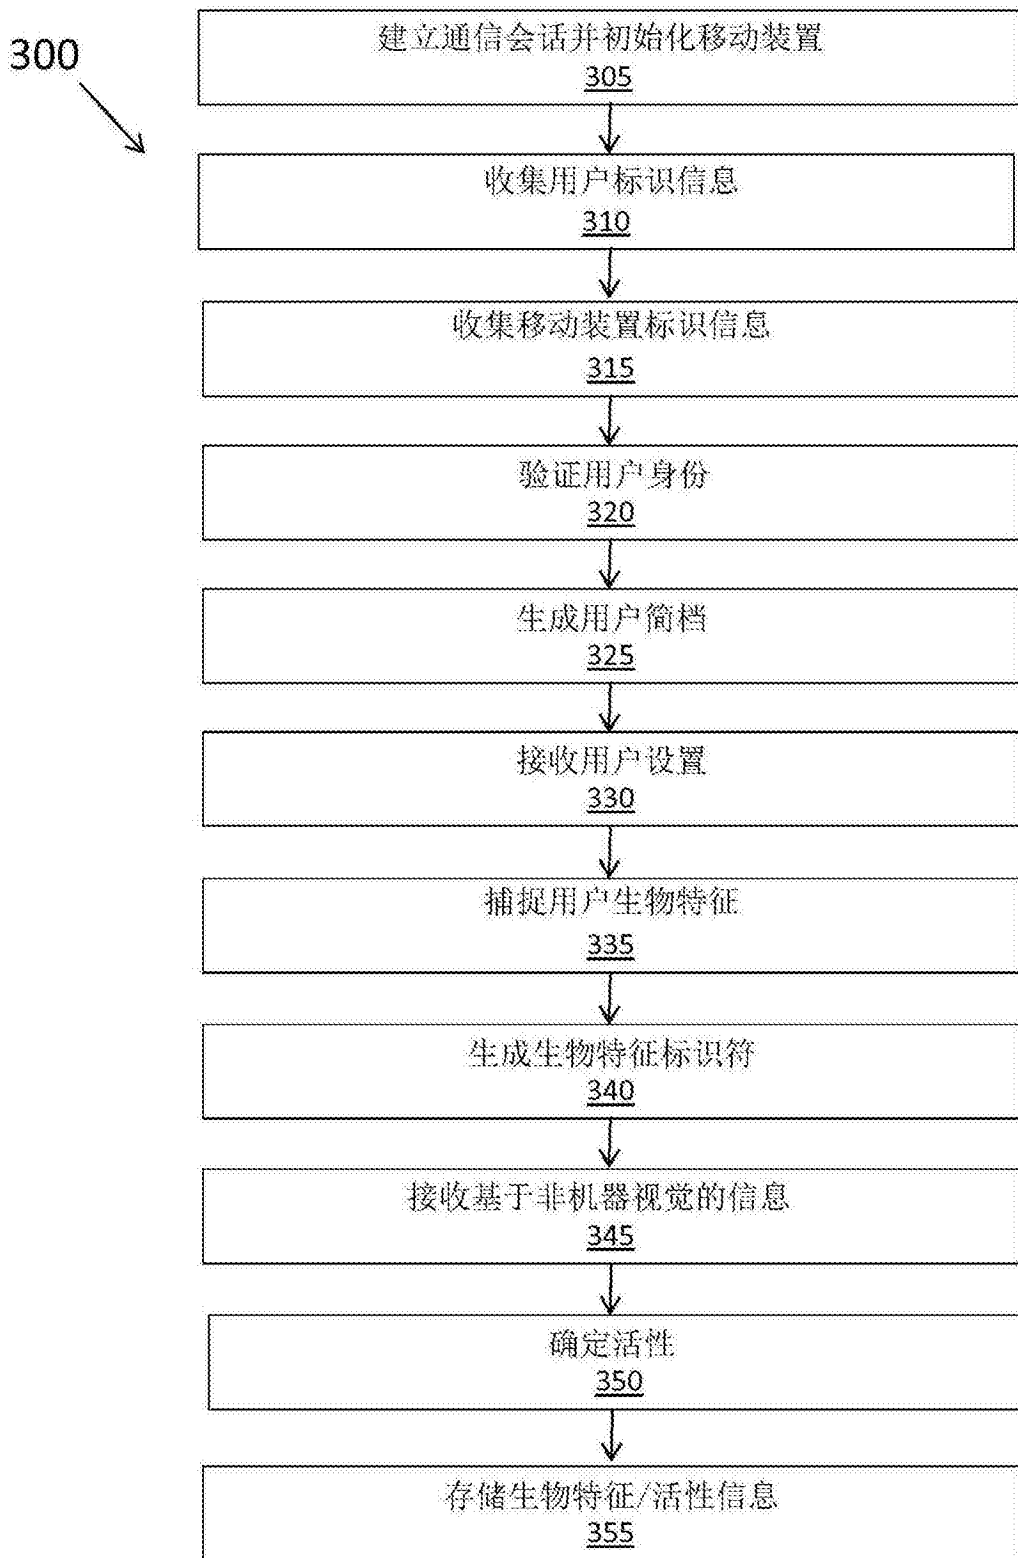 300
建立通信会话并初始化移动装置
305
收集用户标识信息
310
收集移动装置标识信息
315
验证用户身份
320
生成用户简档
325
接收用户设置
330
捕捉用户生物特征
335
生成生物特征标识符
340
接收基于非机器视觉的信息
345
确定活性
350
存储生物特征/活性信息
355